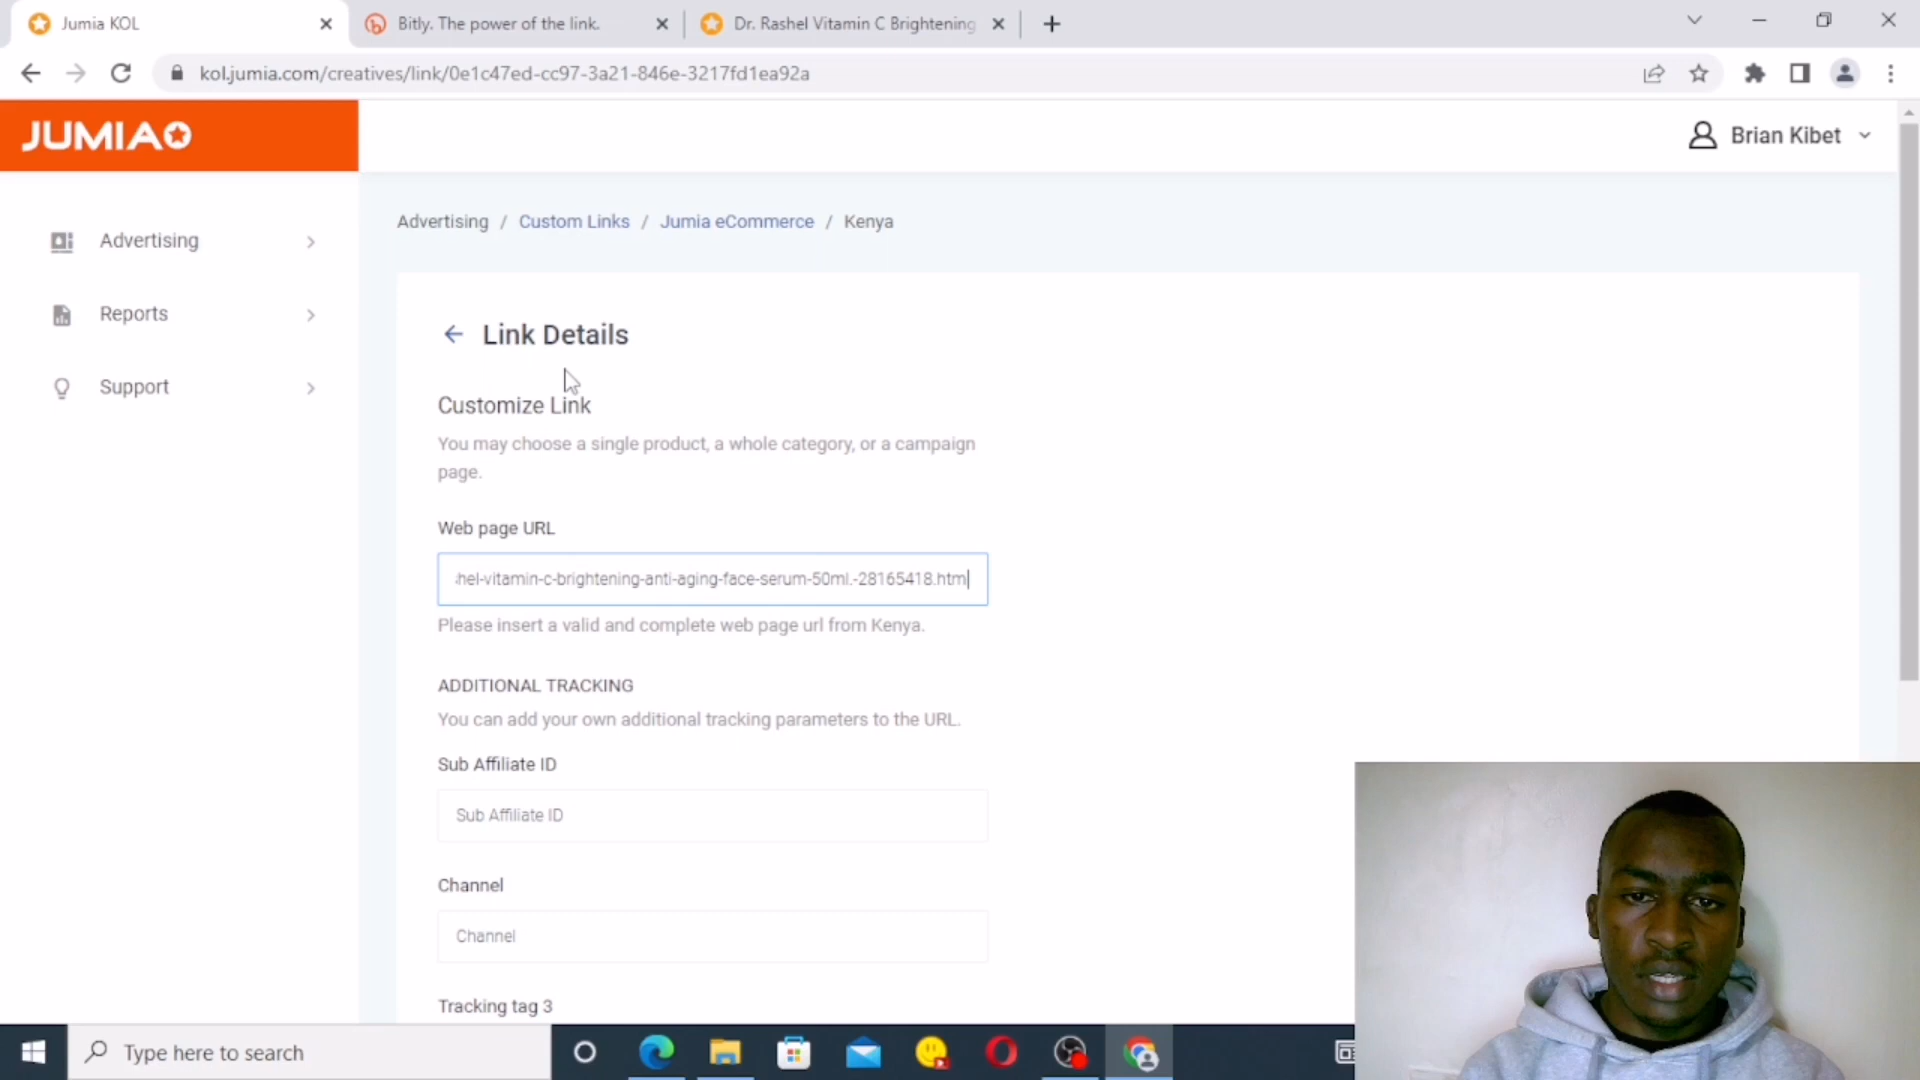 Jumia KOL
Bitly. The power of the link.
Dr. Rashel Vitamin C Brightening
kol.jumia.com/creatives/link/0e1c47ed-cc97-3a21-846e-3217fd1ea92a
JUMIA
Brian Kibet
Advertising / Custom Links / Jumia eCommerce / Kenya
Advertising
Reports
Support
Link Details
Customize Link
You may choose a single product, a whole category, or a campaign
page.
Web page URL
hel-vitamin-c-brightening-anti-aging-face-serum-50ml.-28165418.htm
Please insert a valid and complete web page url from Kenya.
ADDITIONAL TRACKING
You can add your own additional tracking parameters to the URL.
Sub Affiliate ID
Sub Affiliate ID
Channel
Channel
Tracking tag 3
Type here to search